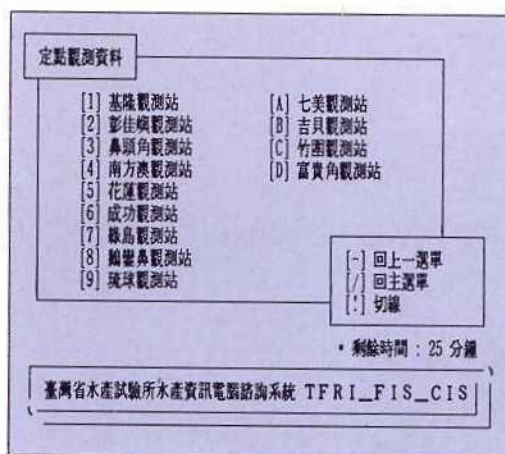 定點觀測資料
[1] 基隆觀測站
[2] 彭佳嶼觀測站
[3] 鼻頭角觀測站
[4] 南方澳觀測站
[5] 花蓮觀測站
[6] 成功觀測站
[7] 綠島觀測站
[8] 鵝鑾鼻觀測站
[9] 琉球觀測站
[A] 七美觀測站
[B] 吉貝觀測站
[C] 竹圍觀測站
[D] 富貴角觀測站
[-] 回上一選單
[/] 回主選單
[!] 切線
* 剩餘時間 : 25 分鐘
臺灣省水產試驗所水產資訊電腦諮詢系統 TFRI_FIS_CIS